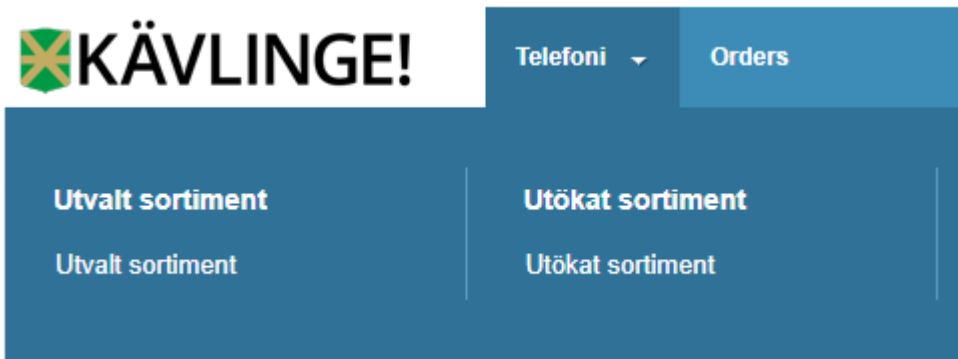 KÄVLINGE!
Telefoni
Orders
Utvalt sortiment
Utökat sortiment
Utvalt sortiment
Utökat sortiment